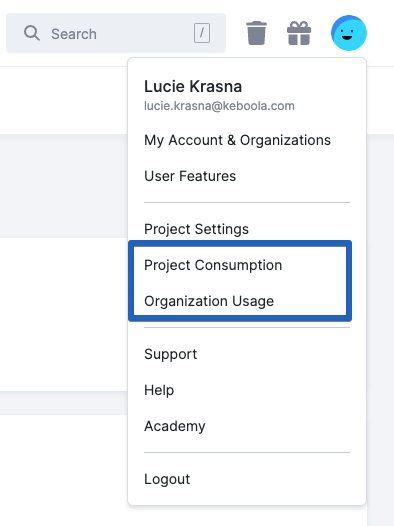 Search /
Lucie Krasna
lucie.krasna@keboola.com
My Account & Organizations
User Features
Project Settings
Project Consumption
Organization Usage
Support
Help
Academy
Logout